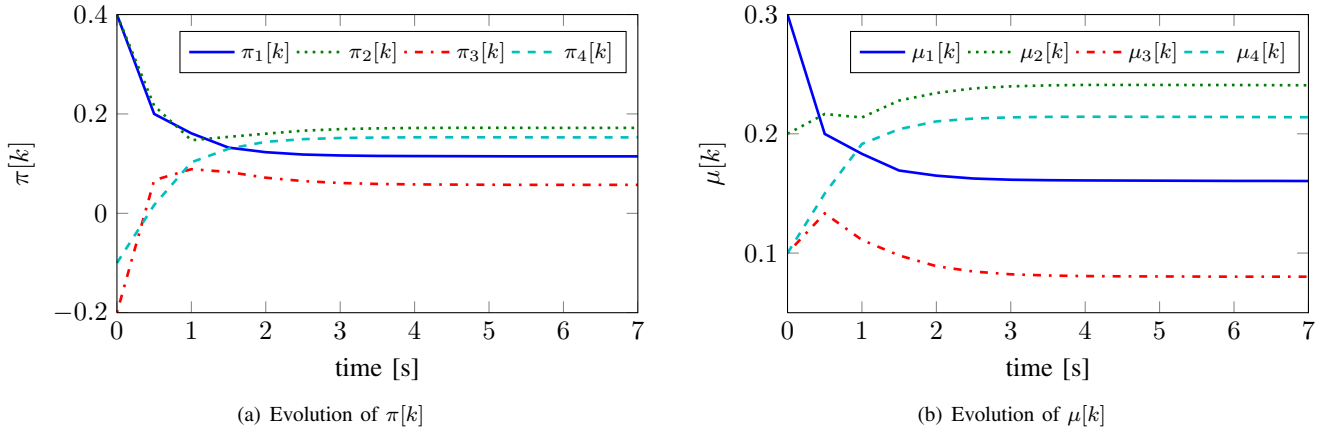 0.4
0.2
0
−0.2
π[k]
π₁[k] π₂[k] π₃[k] π₄[k]
0 1 2 3 4 5 6 7
time [s]
(a) Evolution of π[k]
0.3
0.2
0.1
μ[k]
μ₁[k] μ₂[k] μ₃[k] μ₄[k]
0 1 2 3 4 5 6 7
time [s]
(b) Evolution of μ[k]